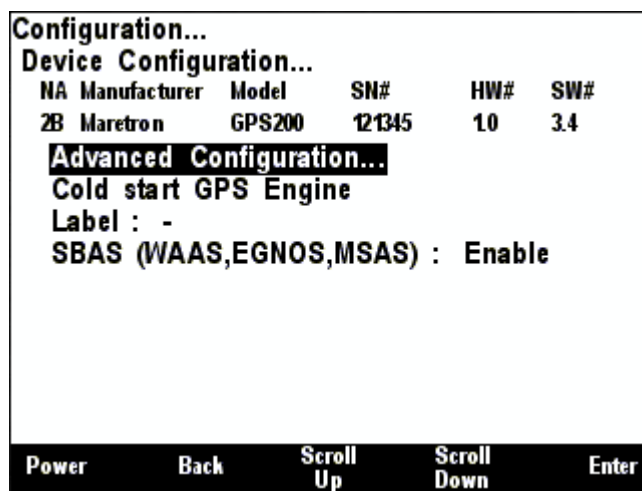 Configuration...
Device Configuration...
NA Manufacturer Model SN# HW# SW#
2B Maretron GPS200 121345 1.0 3.4
Advanced Configuration...
Cold start GPS Engine
Label : -
SBAS (WAAS,EGNOS,MSAS) : Enable
Power Back Scroll Up Scroll Down Enter